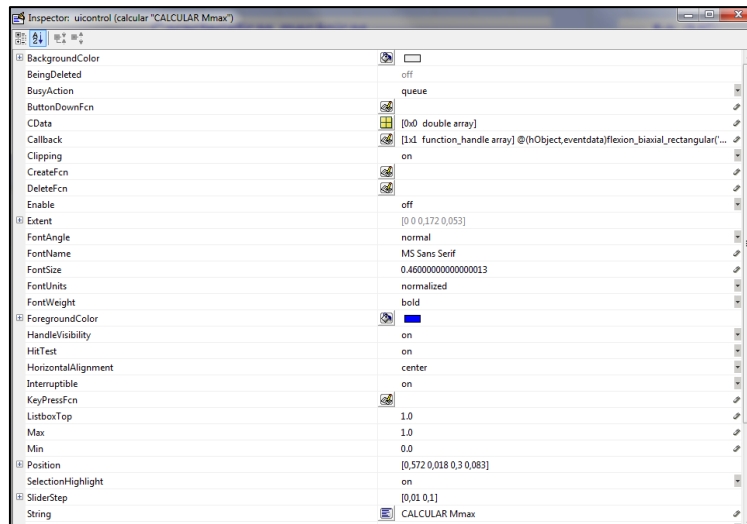 Inspector: uicontrol (calcular "CALCULAR Mmax")
BackgroundColor
BeingDeleted off
BusyAction queue
ButtonDownFcn
CData [0x0 double array]
Callback [1x1 function_handle array] @(hObject,eventdata)flexion_biaxial_rectangular('...
Clipping on
CreateFcn
DeleteFcn
Enable off
Extent [0 0 0,172 0,053]
FontAngle normal
FontName MS Sans Serif
FontSize 0.46000000000000013
FontUnits normalized
FontWeight bold
ForegroundColor
HandleVisibility on
HitTest on
HorizontalAlignment center
Interruptible on
KeyPressFcn
ListboxTop 1.0
Max 1.0
Min 0.0
Position [0,572 0,018 0,3 0,083]
SelectionHighlight on
SliderStep [0,01 0,1]
String CALCULAR Mmax